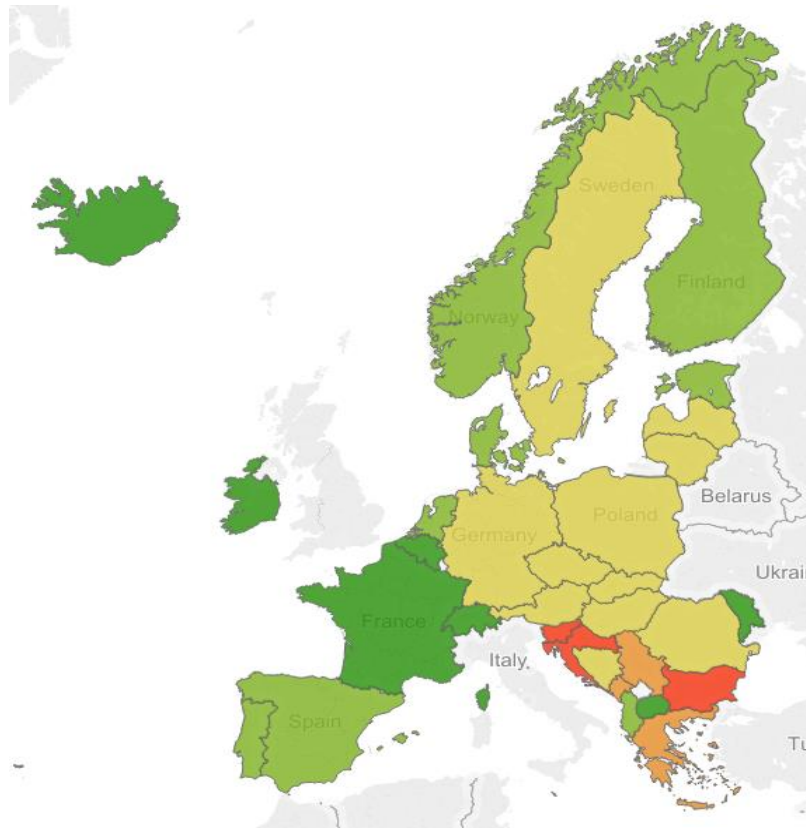 Sweden
Finland
Norway
Belarus
Germany
Poland
Ukrai
France
Italy
Spain
Tu